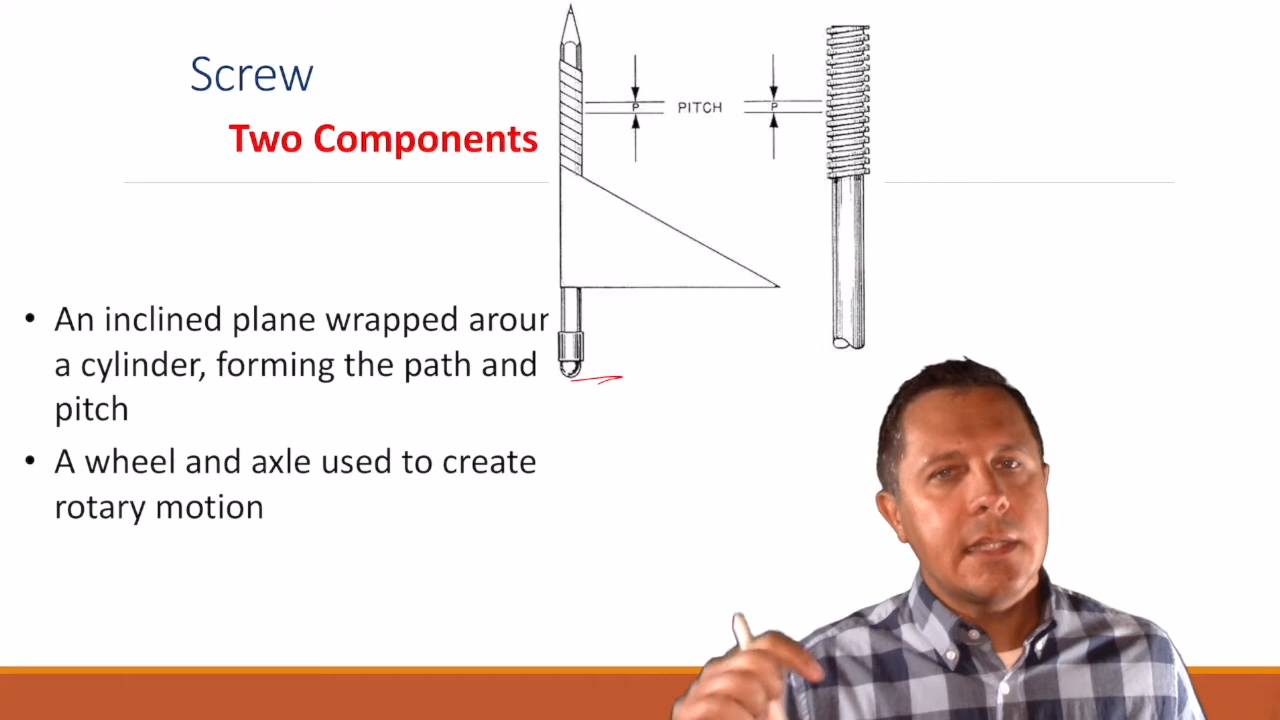 Screw
Two Components
P PITCH P
• An inclined plane wrapped arour
a cylinder, forming the path and
pitch
• A wheel and axle used to create
rotary motion